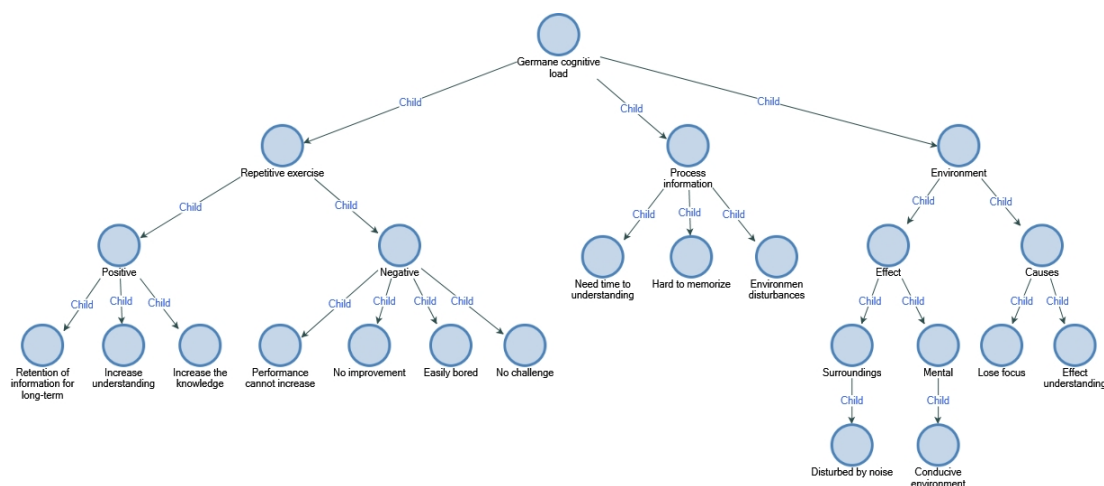 Germane cognitive
load
Child
Child
Child
Repetitive exercise
Process
information
Environment
Child
Child
Child
Child
Child
Child
Child
Positive
Negative
Need time to
understanding
Hard to memorize
Environmen
disturbances
Effect
Causes
Child
Child
Child
Child
Child
Child
Child
Child
Child
Child
Child
Retention of
information for
long-term
Increase
understanding
Increase the
knowledge
Performance
cannot increase
No improvement
Easily bored
No challenge
Surroundings
Mental
Lose focus
Effect
understanding
Child
Child
Disturbed by noise
Conducive
environment